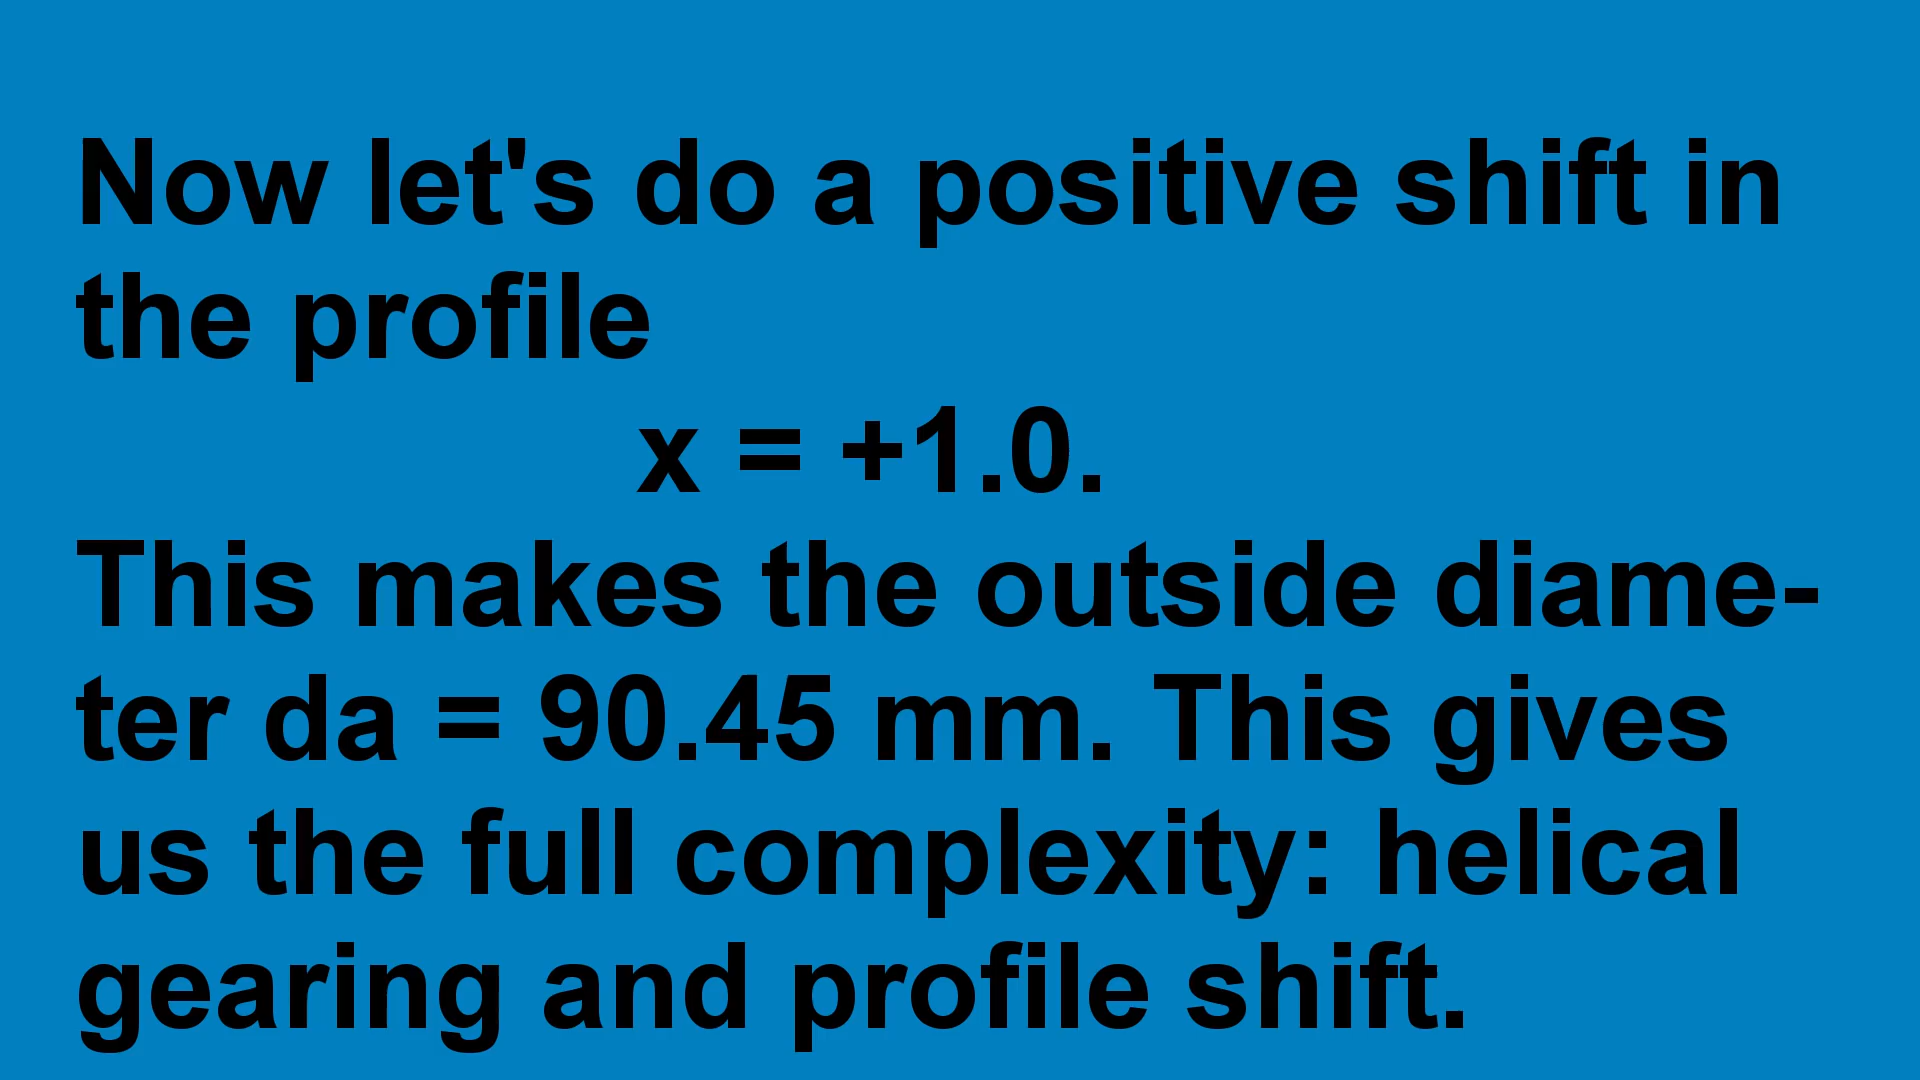 Now let's do a positive shift in
the profile
x = +1.0.
This makes the outside diame-
ter da = 90.45 mm. This gives
us the full complexity: helical
gearing and profile shift.